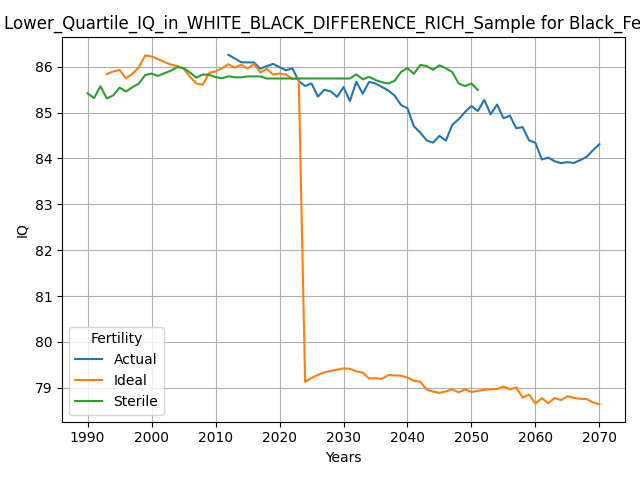 Lower_Quartile_IQ_in_WHITE_BLACK_DIFFERENCE_RICH_Sample for Black_Fe
86
85
84
83
82
81
80
79
IQ
Fertility
Actual
Ideal
Sterile
1990 2000 2010 2020 2030 2040 2050 2060 2070
Years